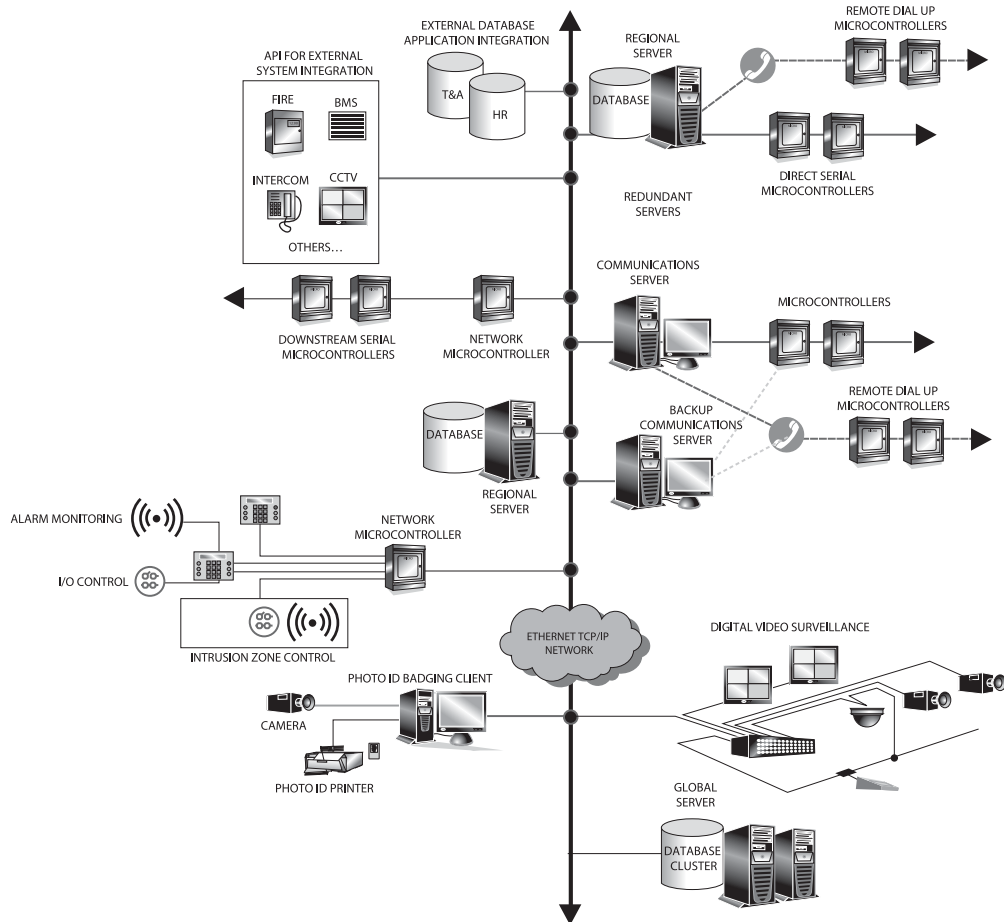 EXTERNAL DATABASE
APPLICATION INTEGRATION
T&A
HR
API FOR EXTERNAL
SYSTEM INTEGRATION
FIRE
BMS
INTERCOM
CCTV
OTHERS...
REGIONAL
SERVER
DATABASE
REMOTE DIAL UP
MICROCONTROLLERS
DIRECT SERIAL
MICROCONTROLLERS
REDUNDANT
SERVERS
COMMUNICATIONS
SERVER
MICROCONTROLLERS
DOWNSTREAM SERIAL
MICROCONTROLLERS
NETWORK
MICROCONTROLLER
BACKUP
COMMUNICATIONS
SERVER
REMOTE DIAL UP
MICROCONTROLLERS
DATABASE
REGIONAL
SERVER
ALARM MONITORING
NETWORK
MICROCONTROLLER
I/O CONTROL
INTRUSION ZONE CONTROL
ETHERNET TCP/IP
NETWORK
DIGITAL VIDEO SURVEILLANCE
PHOTO ID BADGING CLIENT
CAMERA
PHOTO ID PRINTER
GLOBAL
SERVER
DATABASE
CLUSTER